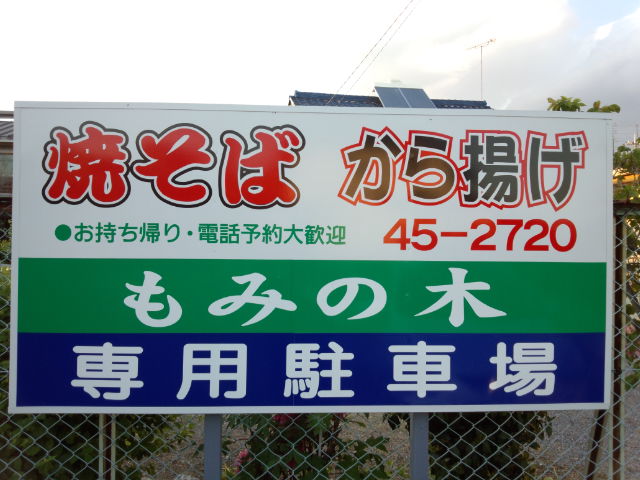 焼そば から揚げ
●お持ち帰り・電話予約大歓迎 45-2720
もみの木
専用駐車場